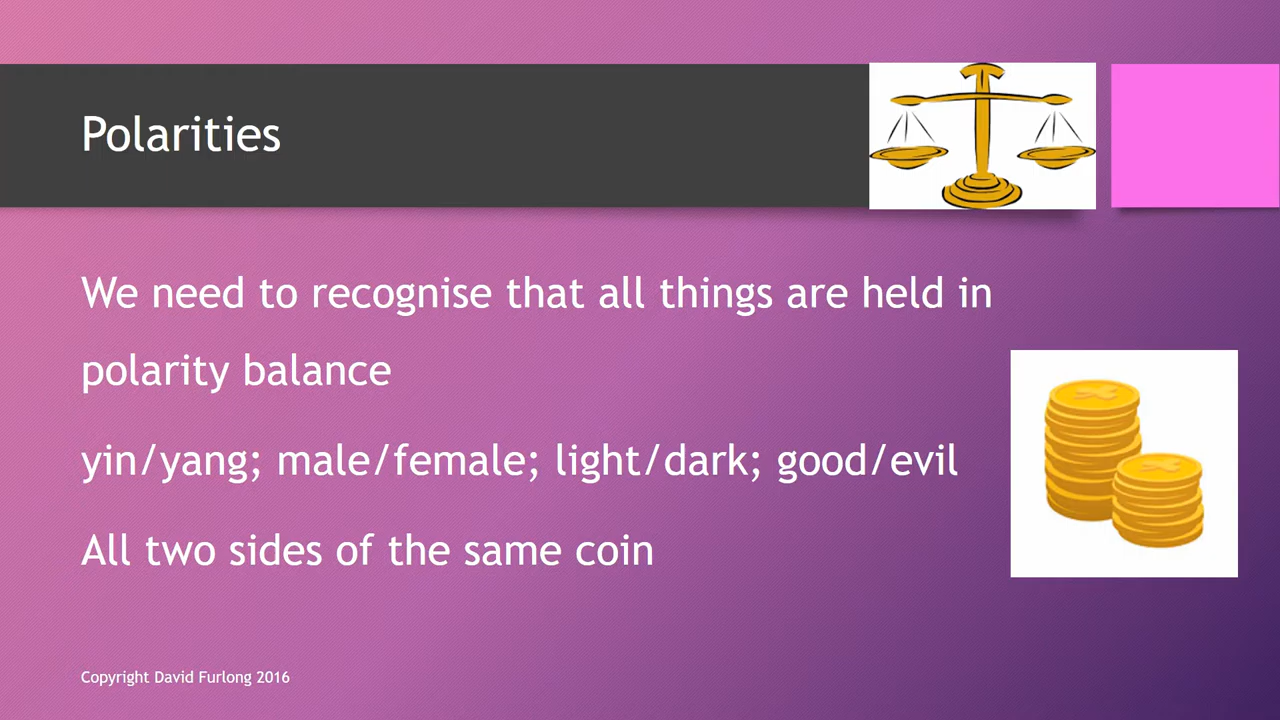 Polarities
We need to recognise that all things are held in
polarity balance
yin/yang; male/female; light/dark; good/evil
All two sides of the same coin
Copyright David Furlong 2016